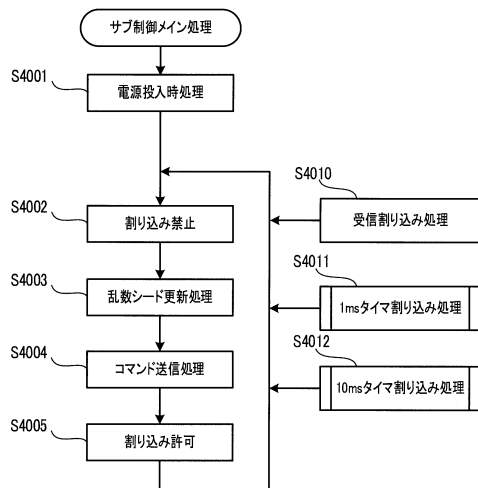 サブ制御メイン処理
S4001
電源投入時処理
S4002
割り込み禁止
S4003
乱数シード更新処理
S4004
コマンド送信処理
S4005
割り込み許可
S4010
受信割り込み処理
S4011
1msタイマ割り込み処理
S4012
10msタイマ割り込み処理